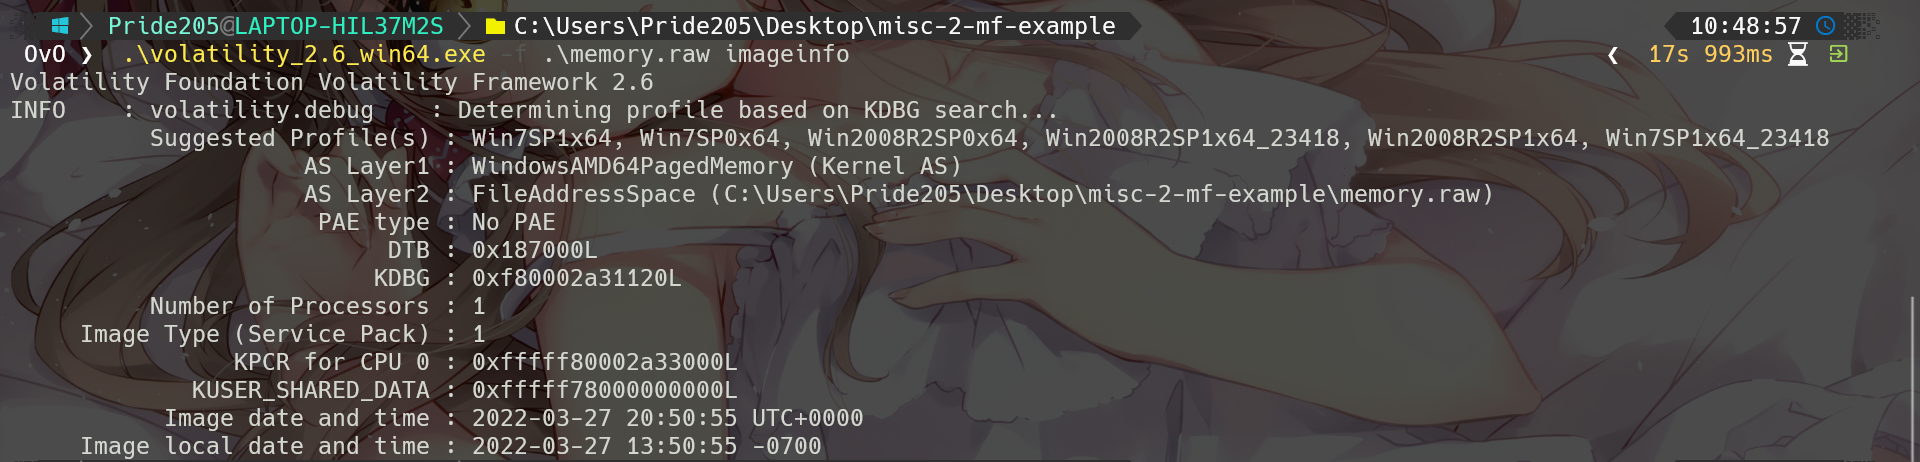 Pride205@LAPTOP-HIL37M2S C:\Users\Pride205\Desktop\misc-2-mf-example 10:48:57
OvO ❯ .\volatility_2.6_win64.exe -f .\memory.raw imageinfo ❮ 17s 993ms
Volatility Foundation Volatility Framework 2.6
INFO    : volatility.debug    : Determining profile based on KDBG search...
Suggested Profile(s) : Win7SP1x64, Win7SP0x64, Win2008R2SP0x64, Win2008R2SP1x64_23418, Win2008R2SP1x64, Win7SP1x64_23418
AS Layer1 : WindowsAMD64PagedMemory (Kernel AS)
AS Layer2 : FileAddressSpace (C:\Users\Pride205\Desktop\misc-2-mf-example\memory.raw)
PAE type : No PAE
DTB : 0x187000L
KDBG : 0xf80002a31120L
Number of Processors : 1
Image Type (Service Pack) : 1
KPCR for CPU 0 : 0xfffff80002a33000L
KUSER_SHARED_DATA : 0xfffff78000000000L
Image date and time : 2022-03-27 20:50:55 UTC+0000
Image local date and time : 2022-03-27 13:50:55 -0700